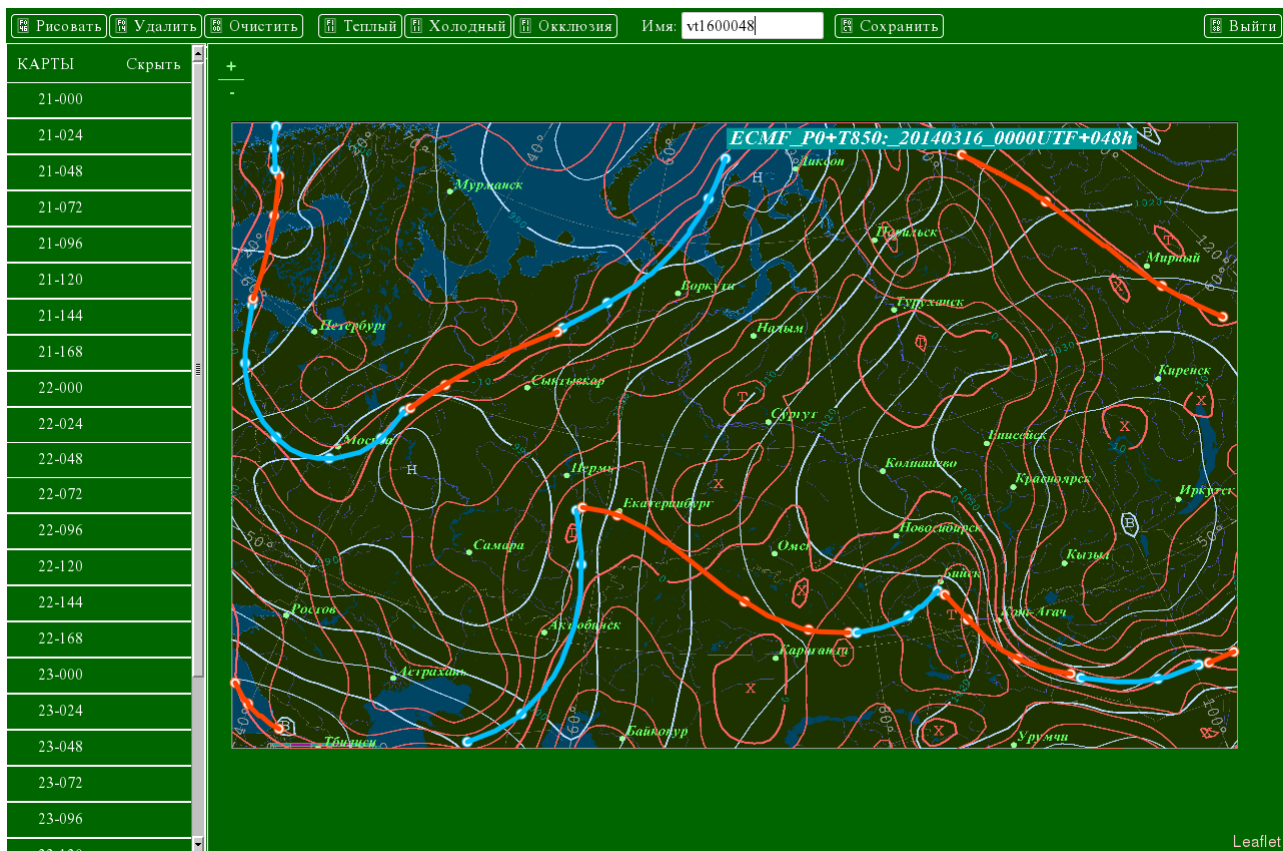 Рисовать Удалить Очистить Теплый Холодный Окклюзия Имя: vt1600048 Сохранить Выйти
КАРТЫ Скрыть
21-000
21-024
21-048
21-072
21-096
21-120
21-144
21-168
22-000
22-024
22-048
22-072
22-096
22-120
22-144
22-168
23-000
23-024
23-048
23-072
23-096
+
-
ECMF_P0+T850:_20140316_0000UTF+048h
В
Диксон
Н
Мурманск
Норильск
Т
Мирный
Воркута
Туруханск
Петербург
Надым
Киренск
Сыктывкар
Т
Сургут
Х
Х
Москва
Енисейск
Н
Пермь
Колпашево
Красноярск
Иркутск
Х
Екатеринбург
Новосибирск
В
Самара
Омск
Кызыл
Бийск
Х
Ростов
Актюбинск
Т
Кош-Агач
Караганда
Астрахань
Х
В
Тбилиси
Байконур
Х
Урумчи
Leaflet